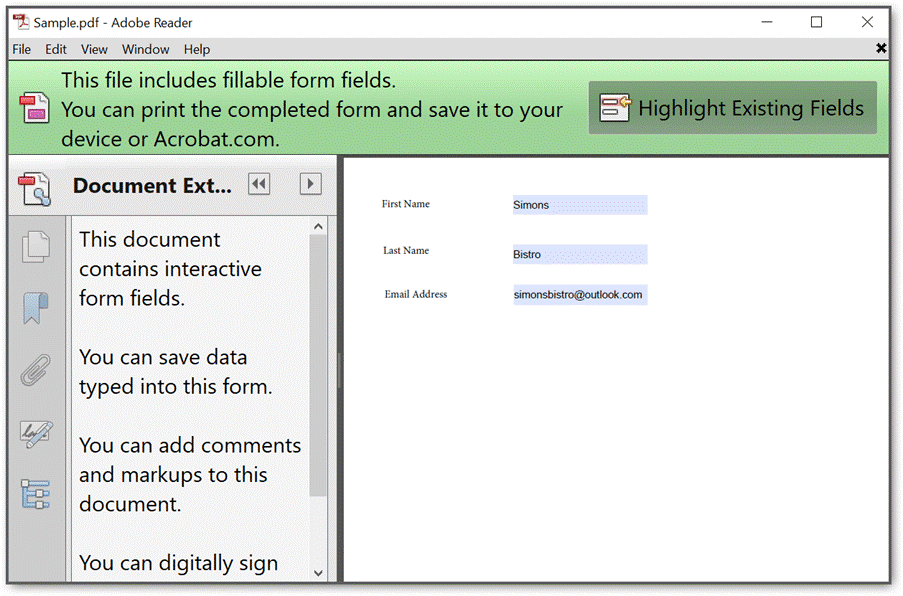 Sample.pdf - Adobe Reader
File Edit View Window Help
This file includes fillable form fields.
You can print the completed form and save it to your
device or Acrobat.com.
Highlight Existing Fields
Document Ext...
This document
contains interactive
form fields.
You can save data
typed into this form.
You can add comments
and markups to this
document.
You can digitally sign
First Name Simons
Last Name Bistro
Email Address simonsbistro@outlook.com